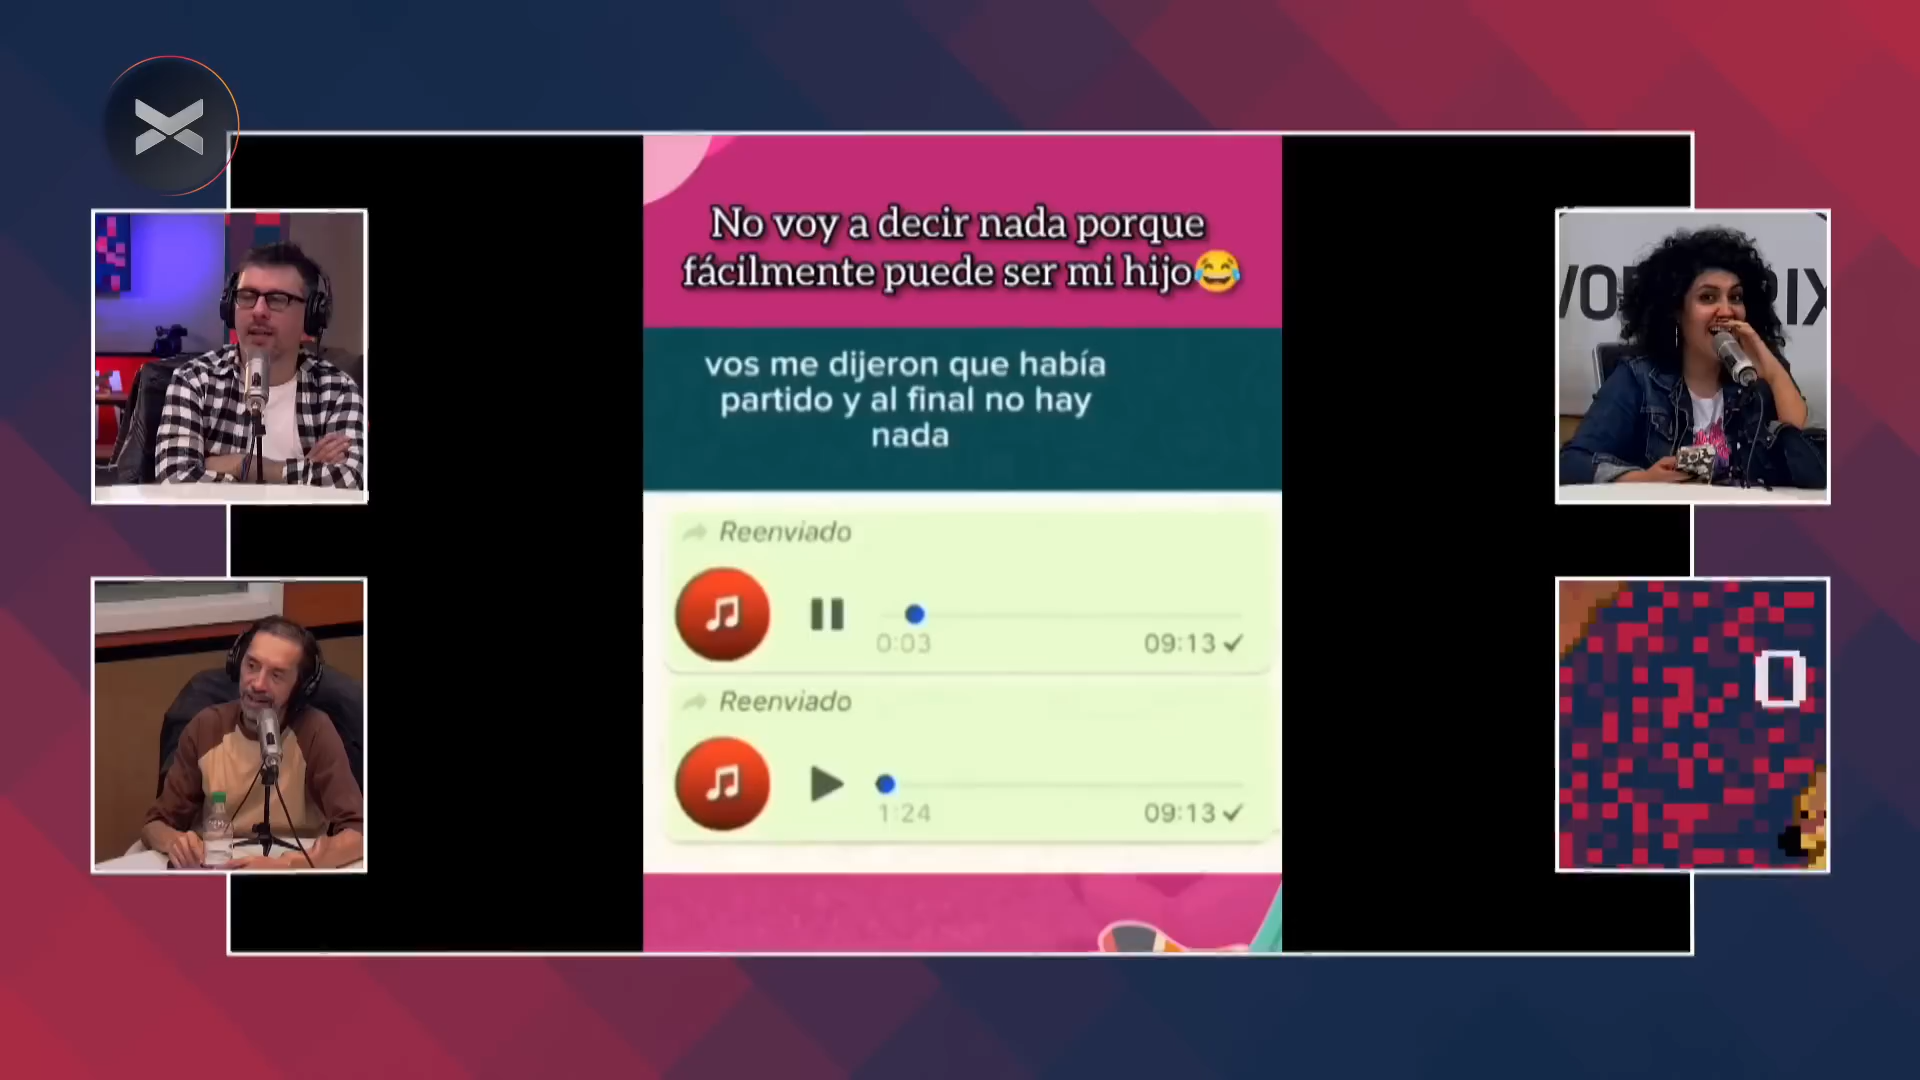 No voy a decir nada porque
fácilmente puede ser mi hijo😂
vos me dijeron que había
partido y al final no hay
nada
Reenviado
0:03
09:13
Reenviado
1:24
09:13
0